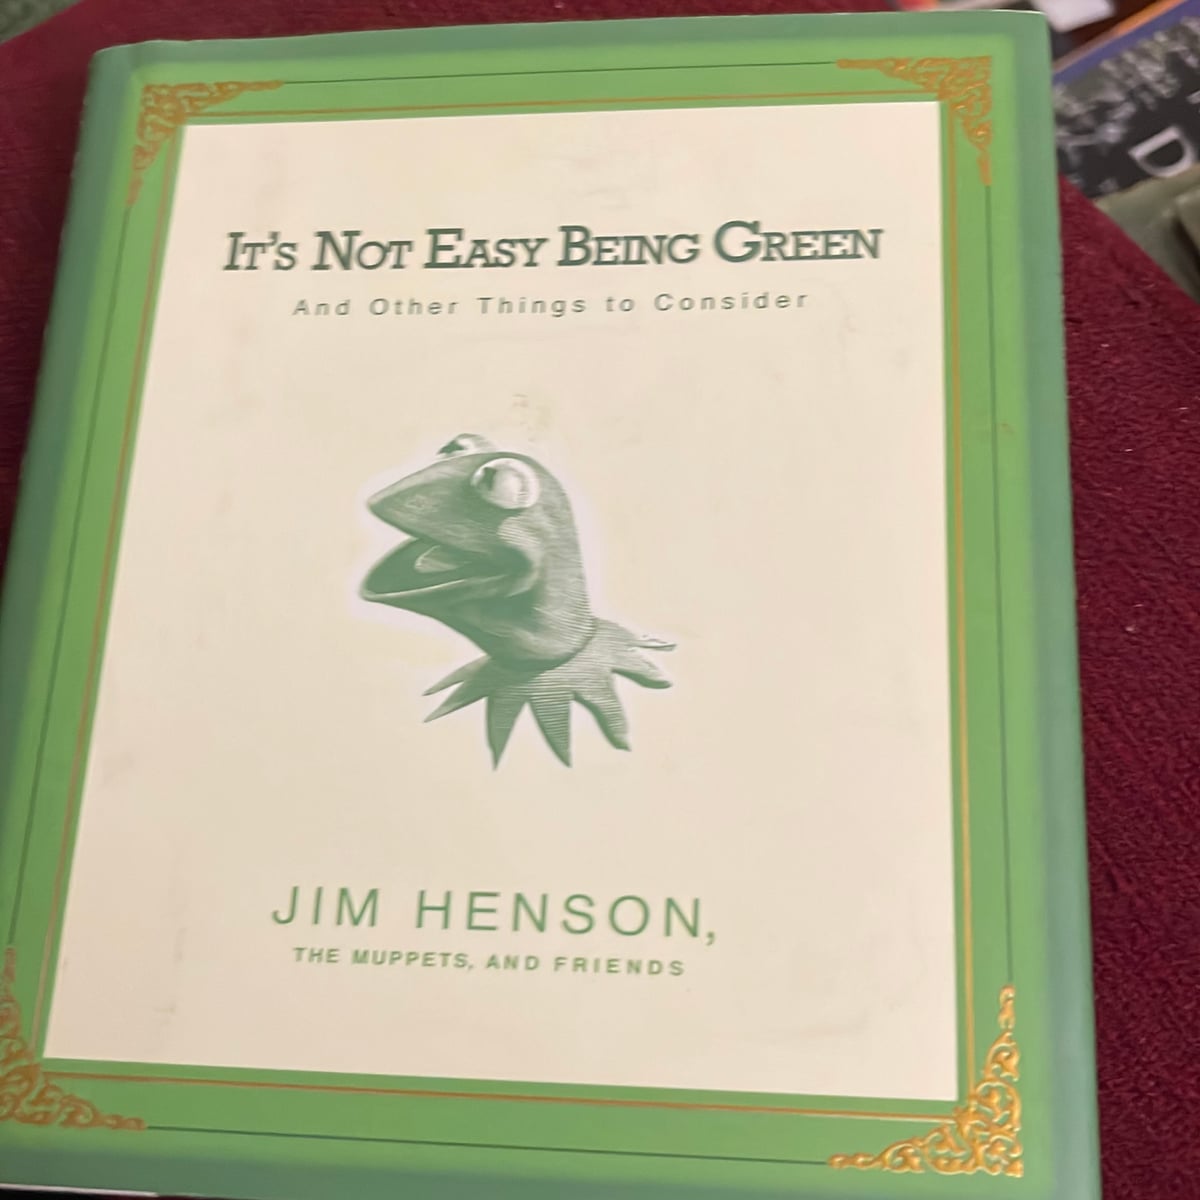 It's Not Easy Being Green
And Other Things to Consider
JIM HENSON,
THE MUPPETS, AND FRIENDS
D